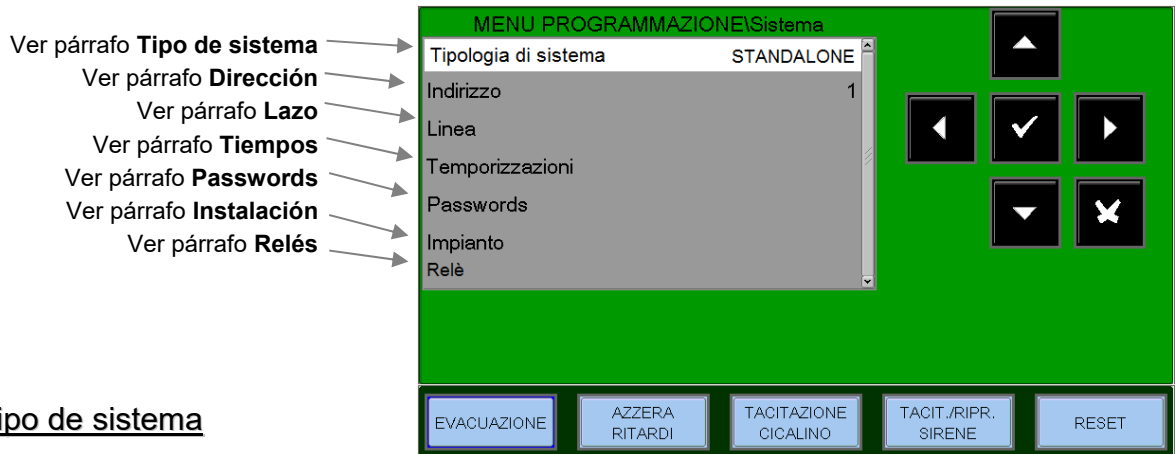 Ver párrafo Tipo de sistema
Ver párrafo Dirección
Ver párrafo Lazo
Ver párrafo Tiempos
Ver párrafo Passwords
Ver párrafo Instalación
Ver párrafo Relés
MENU PROGRAMMAZIONE\Sistema
Tipologia di sistema STANDALONE
Indirizzo 1
Linea
Temporizzazioni
Passwords
Impianto
Relè
ipo de sistema
EVACUAZIONE
AZZERA
RITARDI
TACITAZIONE
CICALINO
TACIT./RIPR.
SIRENE
RESET